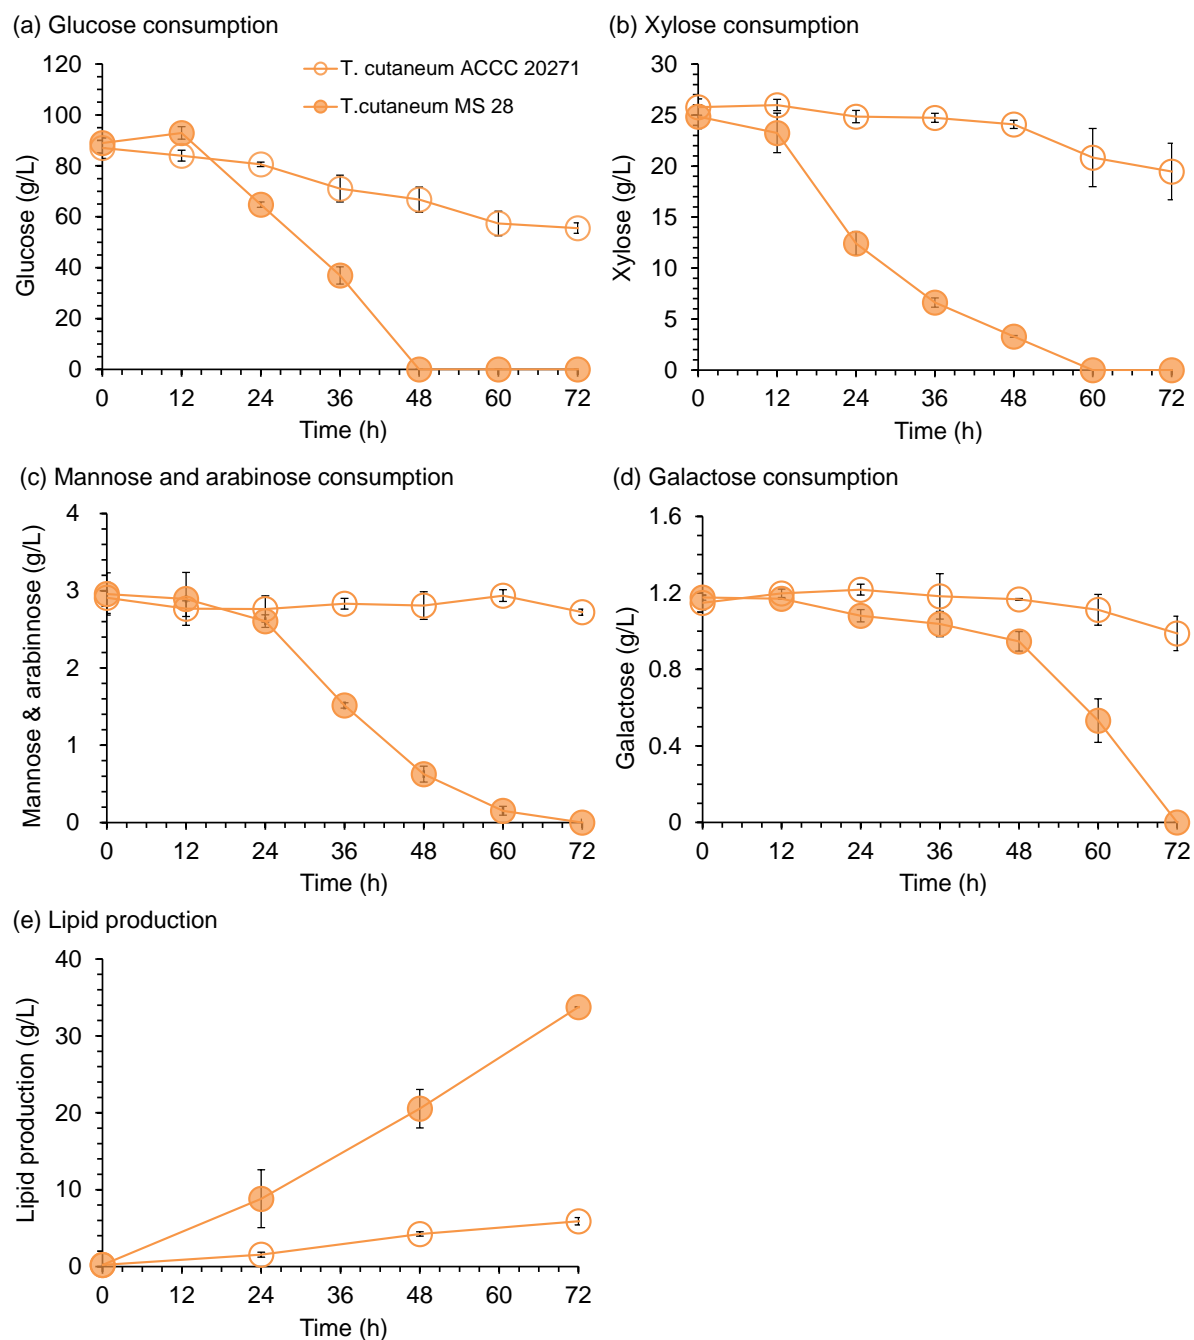 (a) Glucose consumption
Glucose (g/L)
120
100
80
60
40
20
0
0 12 24 36 48 60 72
Time (h)
T. cutaneum ACCC 20271
T.cutaneum MS 28
(b) Xylose consumption
Xylose (g/L)
30
25
20
15
10
5
0
0 12 24 36 48 60 72
Time (h)
(c) Mannose and arabinose consumption
Mannose & arabinnose (g/L)
4
3
2
1
0
0 12 24 36 48 60 72
Time (h)
(d) Galactose consumption
Galactose (g/L)
1.6
1.2
0.8
0.4
0
0 12 24 36 48 60 72
Time (h)
(e) Lipid production
Lipid production (g/L)
40
30
20
10
0
0 12 24 36 48 60 72
Time (h)